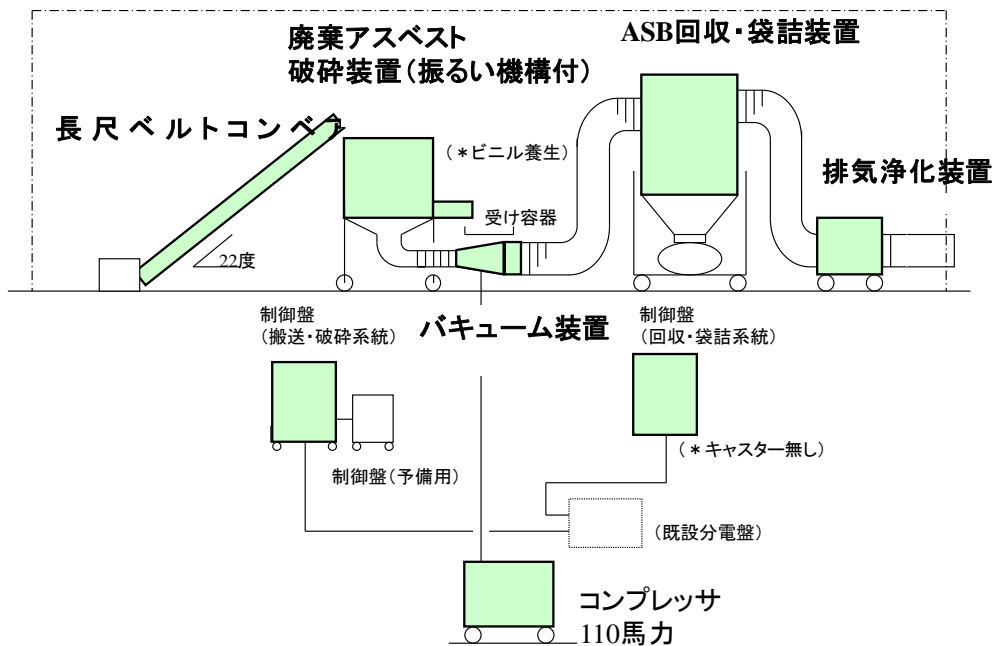 廃棄アスベスト
破砕装置（振るい機構付）
ASB回収・袋詰装置
長尺ベルトコンベ
（＊ビニル養生）
排気浄化装置
受け容器
22度
制御盤
（搬送・破砕系統）
バキューム装置
制御盤
（回収・袋詰系統）
（＊キャスター無し）
制御盤（予備用）
（既設分電盤）
コンプレッサ
110馬力